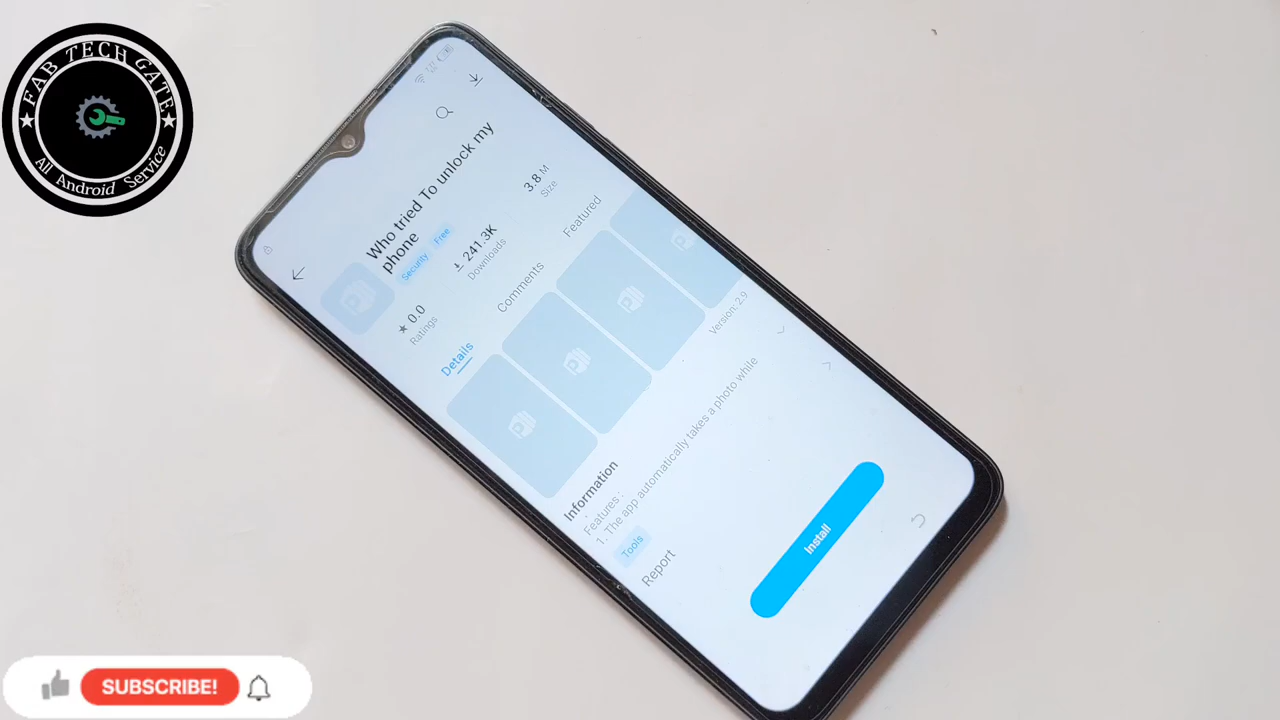 FAB TECH GATE
All Android Service
Who tried To unlock my
phone
Security Free
0.0
Ratings
241.3K
Downloads
3.8 M
Size
Details
Comments
Featured
Information
Version: 2.9
Features :
1. The app automatically takes a photo while
Tools
Report
Install
SUBSCRIBE!